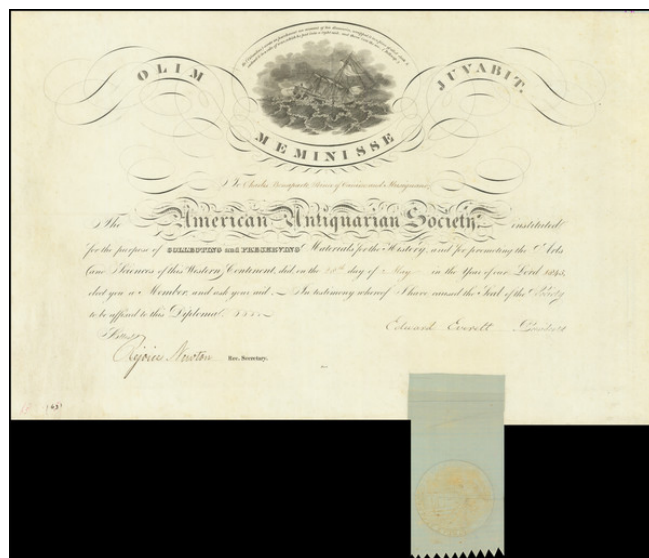 OLIM JUVABIT.
MEMINISSE
To Charles Bonaparte Prince of Canino and Musignano,
The American Antiquarian Society, instituted
for the purpose of COLLECTING and PRESERVING Materials for the History, and for promoting the Arts
and Sciences of this Western Continent, did, on the day of May in the Year of our Lord 1843,
elect you a Member, and ask your aid. In testimony whereof I have caused the Seal of the Society
to be affixed to this Diploma.
Edward Everett President
Rejoice Newton Rec. Secretary.